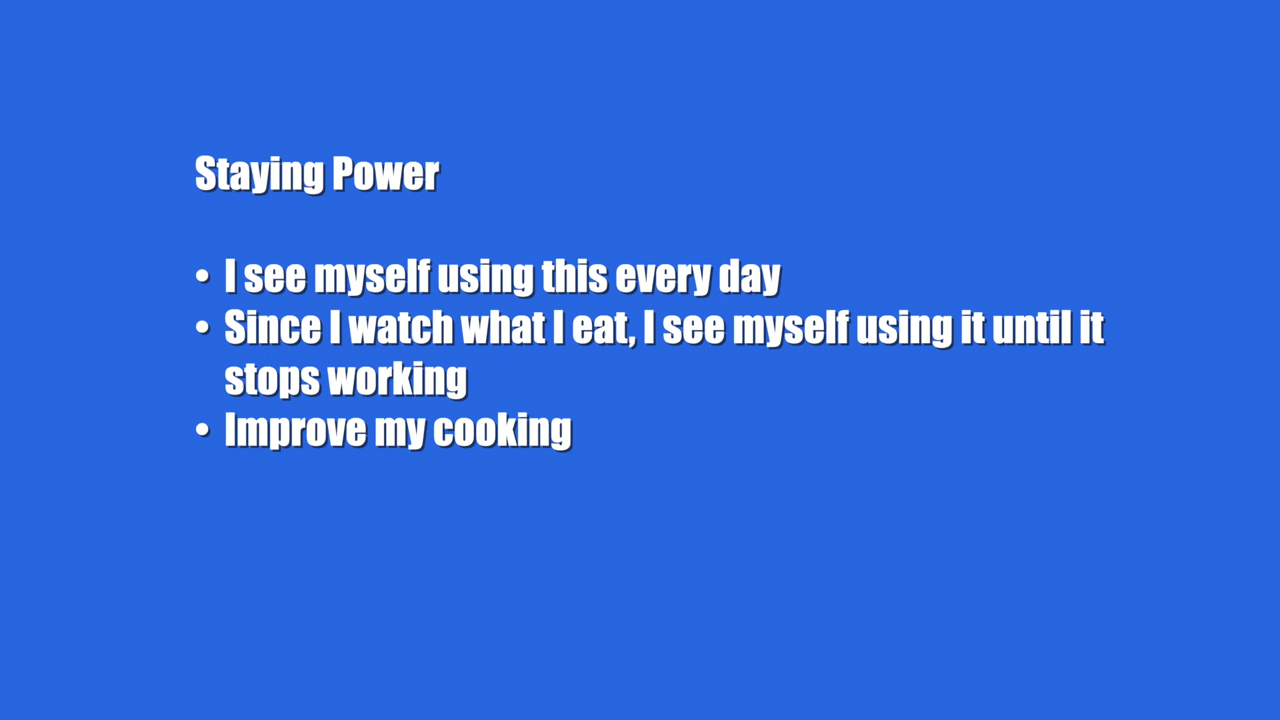 Staying Power
• I see myself using this every day
• Since I watch what I eat, I see myself using it until it
stops working
• Improve my cooking